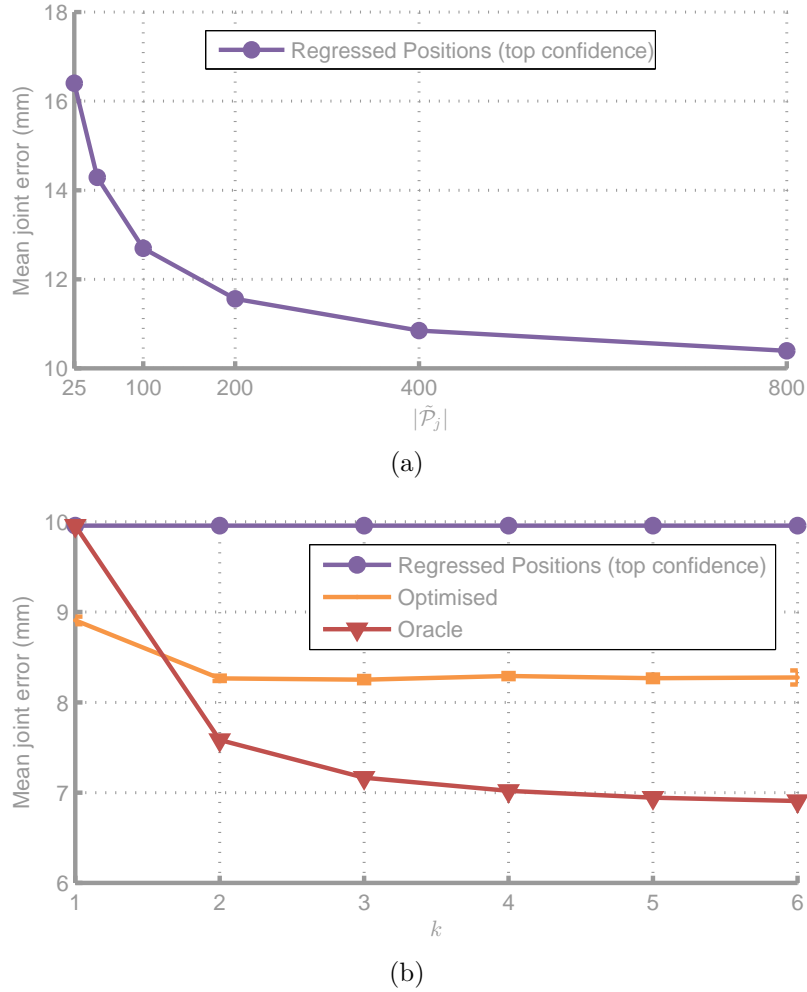 18
16
14
12
10
Mean joint error (mm)
Regressed Positions (top confidence)
25 100 200 400 800
|𝒫̃ⱼ|
(a)
10
9
8
7
6
Mean joint error (mm)
Regressed Positions (top confidence)
Optimised
Oracle
1 2 3 4 5 6
k
(b)